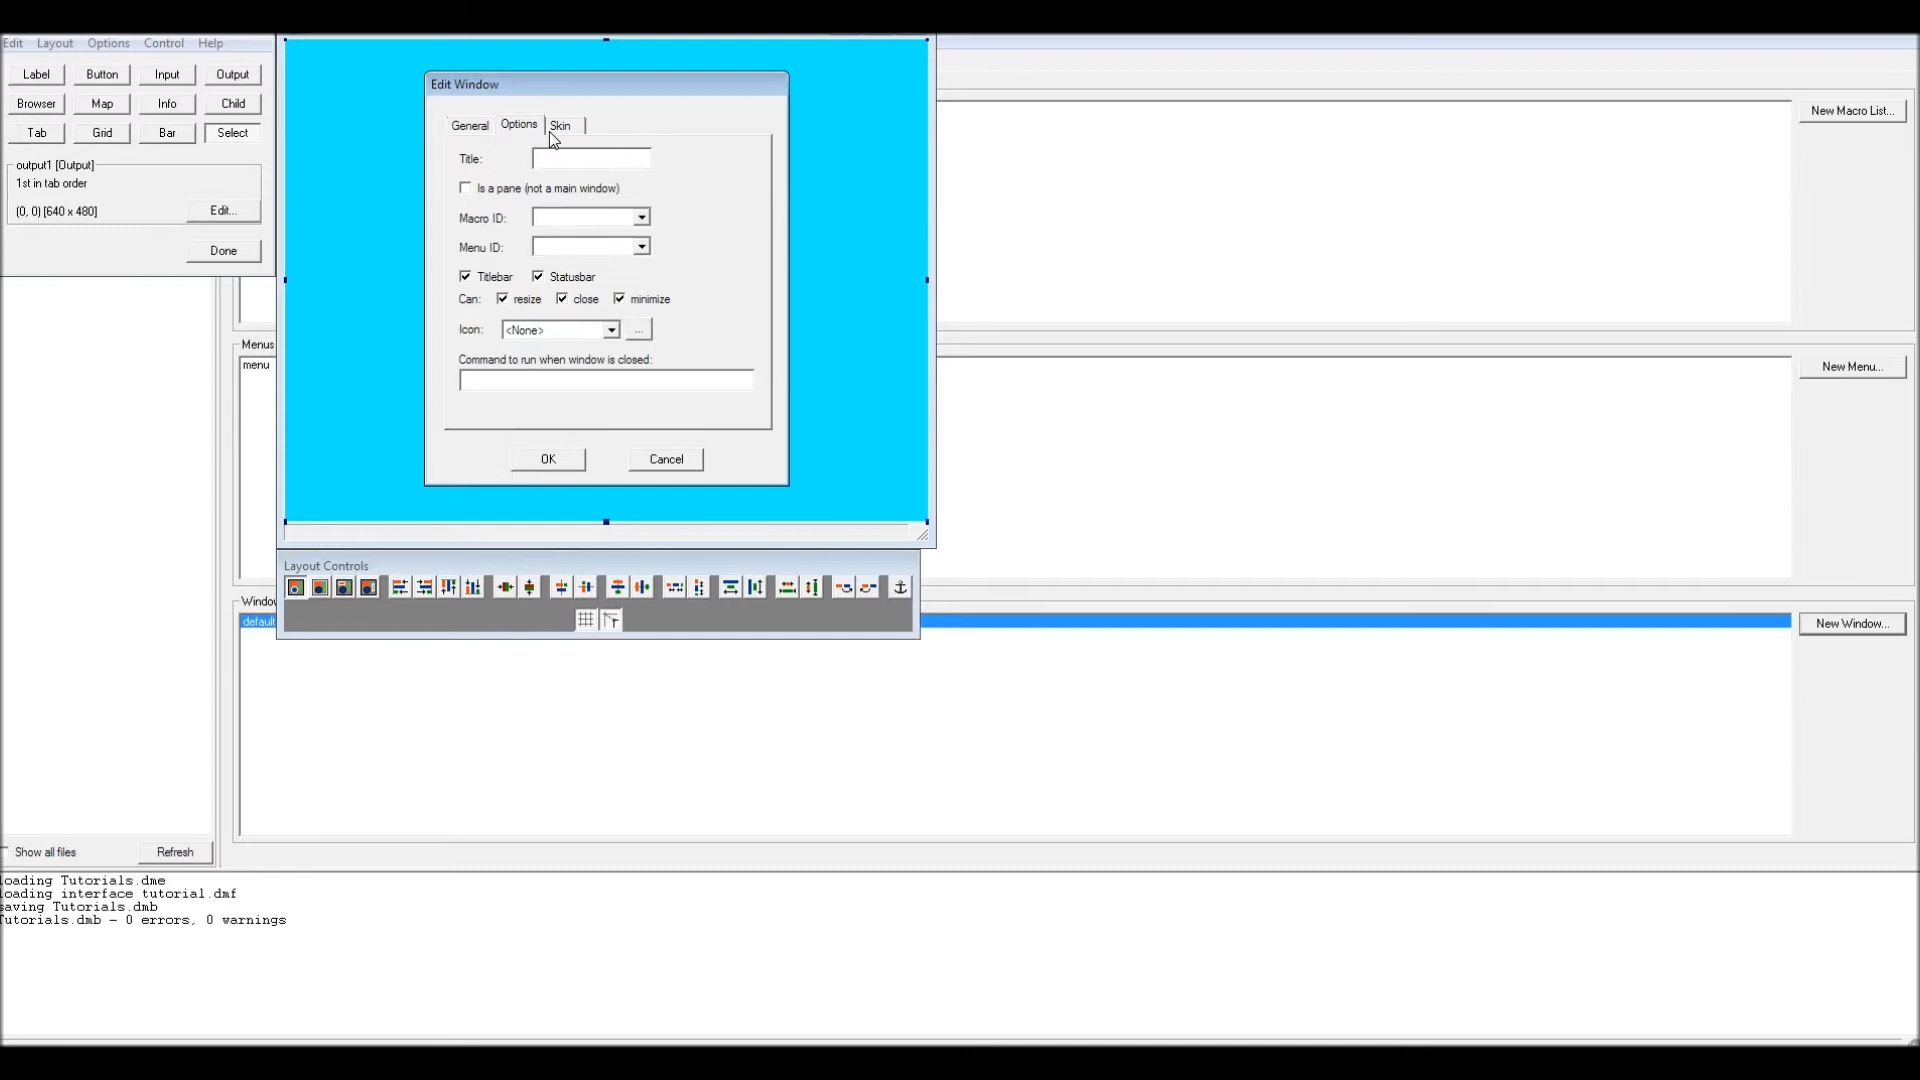 Edit Layout Options Control Help
Label Button Input Output
Browser Map Info Child
Tab Grid Bar Select
output1 [Output]
1st in tab order
(0, 0) [640 x 480]
Edit...
Done
Edit Window
General Options Skin
Title:
Is a pane (not a main window)
Macro ID:
Menu ID:
Titlebar Statusbar
Can: resize close minimize
Icon: <None> ...
Command to run when window is closed:
OK Cancel
New Macro List...
Menus
menu
New Menu...
Layout Controls
default
New Window...
Show all files
Refresh
loading Tutorials.dme
loading interface tutorial.dmf
saving Tutorials.dmb
Tutorials.dmb - 0 errors, 0 warnings